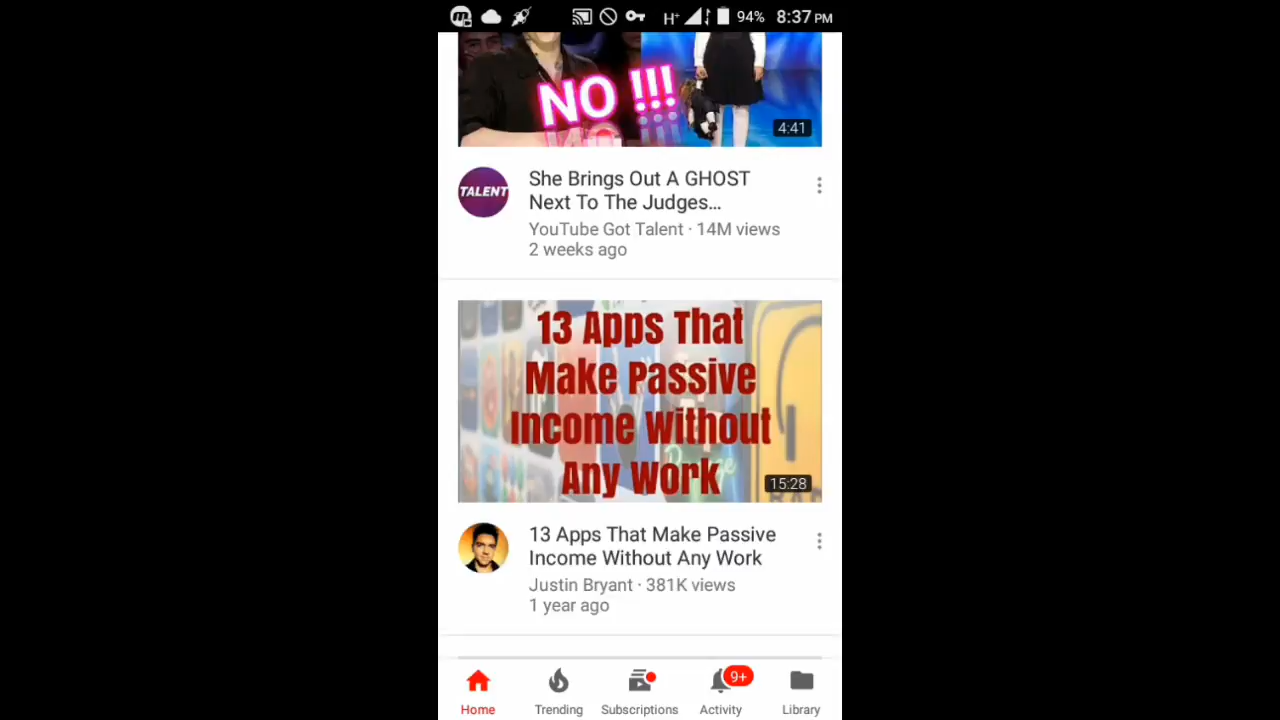 94% 8:37 PM
NO !!!
4:41
TALENT
She Brings Out A GHOST
Next To The Judges…
YouTube Got Talent · 14M views
2 weeks ago
13 Apps That
Make Passive
Income Without
Any Work
15:28
13 Apps That Make Passive
Income Without Any Work
Justin Bryant · 381K views
1 year ago
9+
Home Trending Subscriptions Activity Library